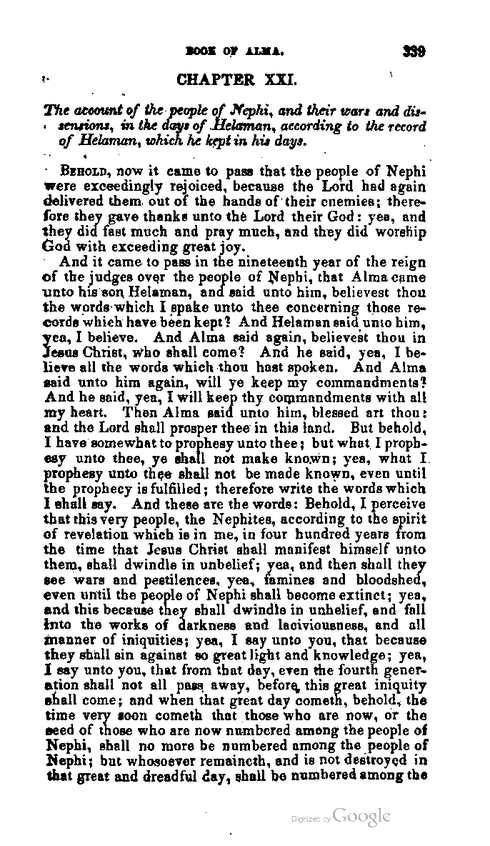 BOOK OF ALMA. 339
CHAPTER XXI.
The account of the people of Nephi, and their wars and dis-
sensions, in the days of Helaman, according to the record
of Helaman, which he kept in his days.
BEHOLD, now it came to pass that the people of Nephi
were exceedingly rejoiced, because the Lord had again
delivered them out of the hands of their enemies; there-
fore they gave thanks unto the Lord their God: yea, and
they did fast much and pray much, and they did worship
God with exceeding great joy.
And it came to pass in the nineteenth year of the reign
of the judges over the people of Nephi, that Alma came
unto his son Helaman, and said unto him, believest thou
the words which I spake unto thee concerning those re-
cords which have been kept? And Helaman said unto him,
yea, I believe. And Alma said again, believest thou in
Jesus Christ, who shall come? And he said, yea, I be-
lieve all the words which thou hast spoken. And Alma
said unto him again, will ye keep my commandments?
And he said, yea, I will keep thy commandments with all
my heart. Then Alma said unto him, blessed art thou:
and the Lord shall prosper thee in this land. But behold,
I have somewhat to prophesy unto thee; but what I proph-
esy unto thee, ye shall not make known; yea, what I
prophesy unto thee shall not be made known, even until
the prophecy is fulfilled; therefore write the words which
I shall say. And these are the words: Behold, I perceive
that this very people, the Nephites, according to the spirit
of revelation which is in me, in four hundred years from
the time that Jesus Christ shall manifest himself unto
them, shall dwindle in unbelief; yea, and then shall they
see wars and pestilences, yea, famines and bloodshed,
even until the people of Nephi shall become extinct; yea,
and this because they shall dwindle in unbelief, and fall
into the works of darkness and laciviousness, and all
manner of iniquities; yea, I say unto you, that because
they shall sin against so great light and knowledge; yea,
I say unto you, that from that day, even the fourth gener-
ation shall not all pass away, before this great iniquity
shall come; and when that great day cometh, behold, the
time very soon cometh that those who are now, or the
seed of those who are now numbered among the people of
Nephi, shall no more be numbered among the people of
Nephi; but whosoever remaineth, and is not destroyed in
that great and dreadful day, shall be numbered among the
Digitized by Google